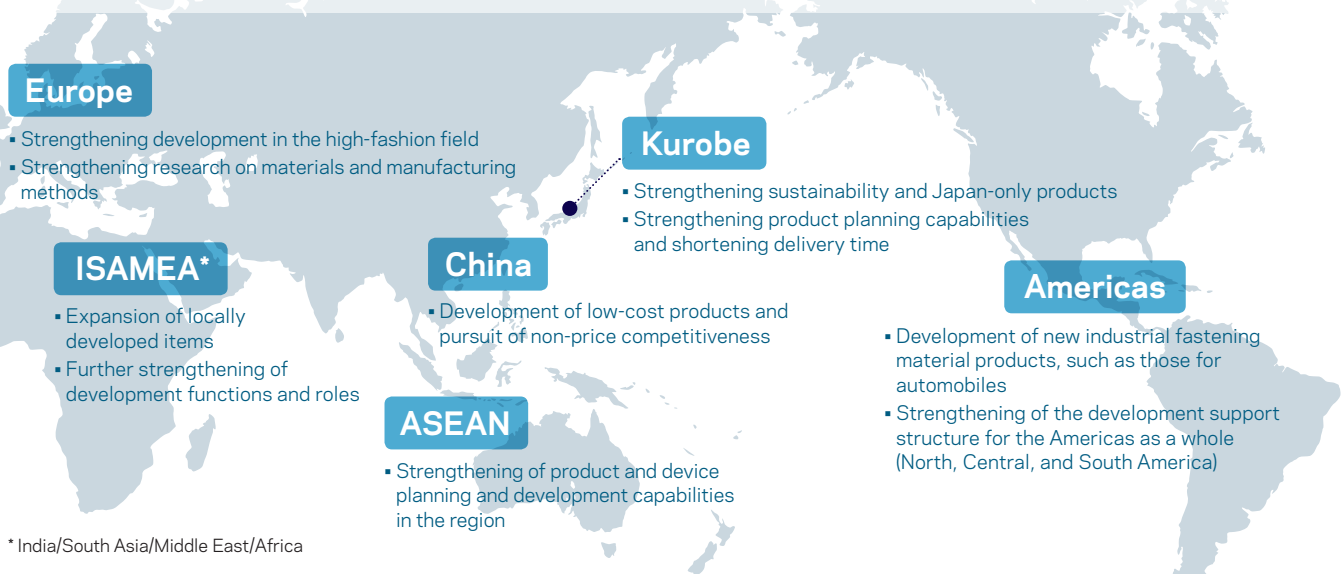 Europe
▪ Strengthening development in the high-fashion field
▪ Strengthening research on materials and manufacturing
methods
Kurobe
▪ Strengthening sustainability and Japan-only products
▪ Strengthening product planning capabilities
and shortening delivery time
ISAMEA*
▪ Expansion of locally
developed items
▪ Further strengthening of
development functions and roles
China
▪ Development of low-cost products and
pursuit of non-price competitiveness
Americas
▪ Development of new industrial fastening
material products, such as those for
automobiles
▪ Strengthening of the development support
structure for the Americas as a whole
(North, Central, and South America)
ASEAN
▪ Strengthening of product and device
planning and development capabilities
in the region
* India/South Asia/Middle East/Africa